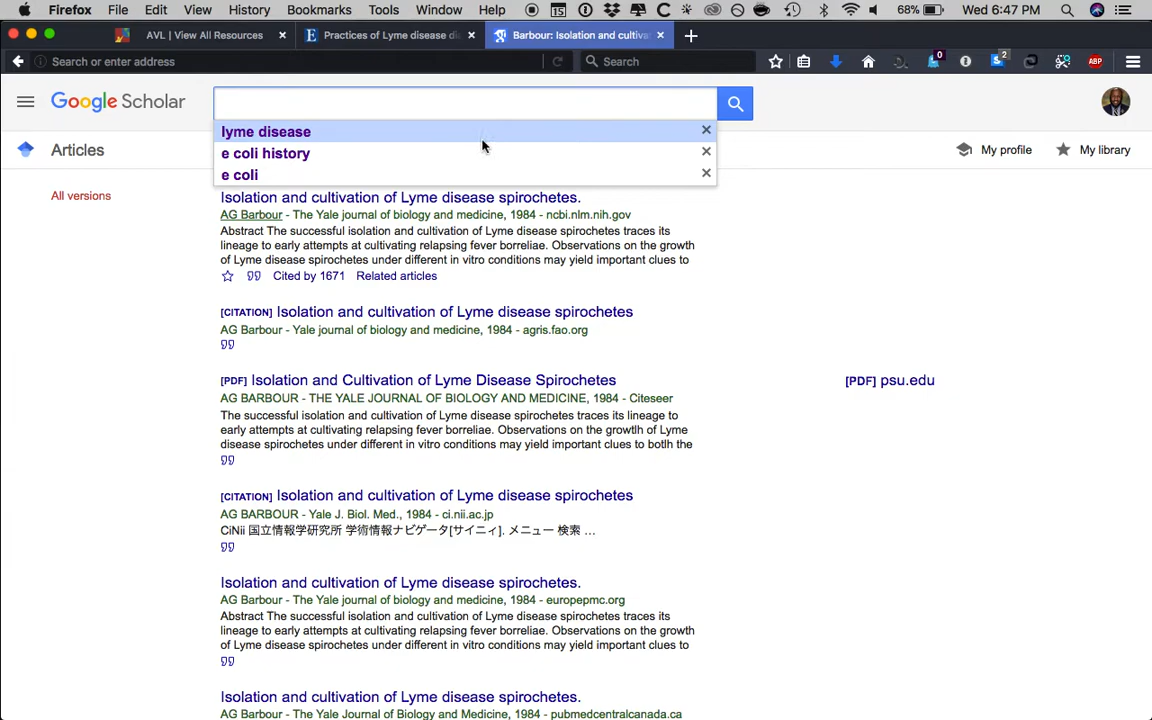 Firefox File Edit View History Bookmarks Tools Window Help 15 68% Wed 6:47 PM
AVL | View All Resources Practices of Lyme disease di Barbour: Isolation and cultiva
Search or enter address Search 0 2 ABP
Google Scholar
lyme disease
e coli history
e coli
Articles My profile My library
All versions
Isolation and cultivation of Lyme disease spirochetes.
AG Barbour - The Yale journal of biology and medicine, 1984 - ncbi.nlm.nih.gov
Abstract The successful isolation and cultivation of Lyme disease spirochetes traces its
lineage to early attempts at cultivating relapsing fever borreliae. Observations on the growth
of Lyme disease spirochetes under different in vitro conditions may yield important clues to
Cited by 1671 Related articles
[CITATION] Isolation and cultivation of Lyme disease spirochetes
AG Barbour - Yale journal of biology and medicine, 1984 - agris.fao.org
[PDF] Isolation and Cultivation of Lyme Disease Spirochetes [PDF] psu.edu
AG BARBOUR - THE YALE JOURNAL OF BIOLOGY AND MEDICINE, 1984 - Citeseer
The successful isolation and cultivation of Lyme disease spirochetes traces its lineage to
early attempts at cultivating relapsing fever borreliae. Observations on the growtlh of Lyme
disease spirochetes under different in vitro conditions may yield important clues to botlh the
[CITATION] Isolation and cultivation of Lyme disease spirochetes
AG BARBOUR - Yale J. Biol. Med., 1984 - ci.nii.ac.jp
CiNii 国立情報学研究所 学術情報ナビゲータ[サイニィ]. メニュー 検索 ...
Isolation and cultivation of Lyme disease spirochetes.
AG Barbour - The Yale journal of biology and medicine, 1984 - europepmc.org
Abstract The successful isolation and cultivation of Lyme disease spirochetes traces its
lineage to early attempts at cultivating relapsing fever borreliae. Observations on the growth
of Lyme disease spirochetes under different in vitro conditions may yield important clues to
Isolation and cultivation of Lyme disease spirochetes.
AG Barbour - The Yale Journal of Biology and Medicine, 1984 - pubmedcentralcanada.ca